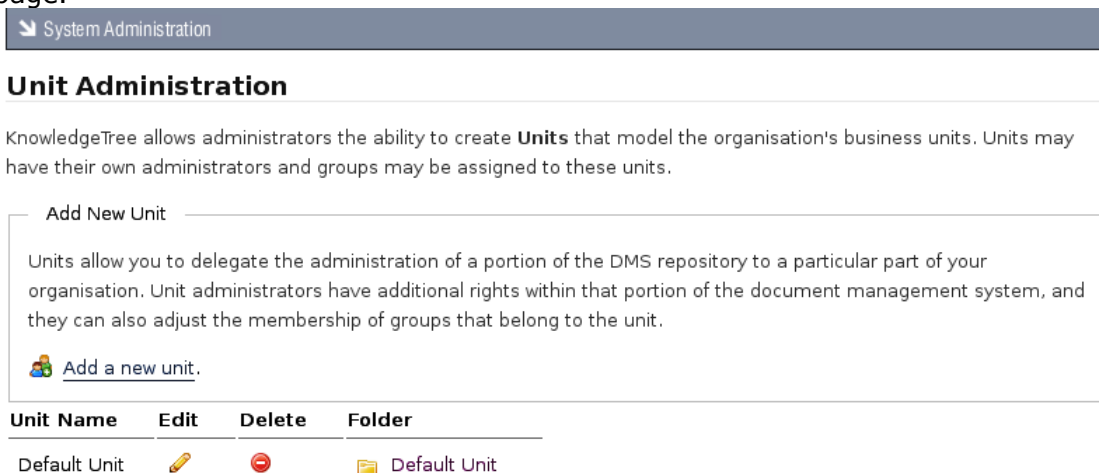 System Administration
Unit Administration
KnowledgeTree allows administrators the ability to create Units that model the organisation's business units. Units may
have their own administrators and groups may be assigned to these units.
Add New Unit
Units allow you to delegate the administration of a portion of the DMS repository to a particular part of your
organisation. Unit administrators have additional rights within that portion of the document management system, and
they can also adjust the membership of groups that belong to the unit.
Add a new unit.
Unit Name Edit Delete Folder
Default Unit Default Unit